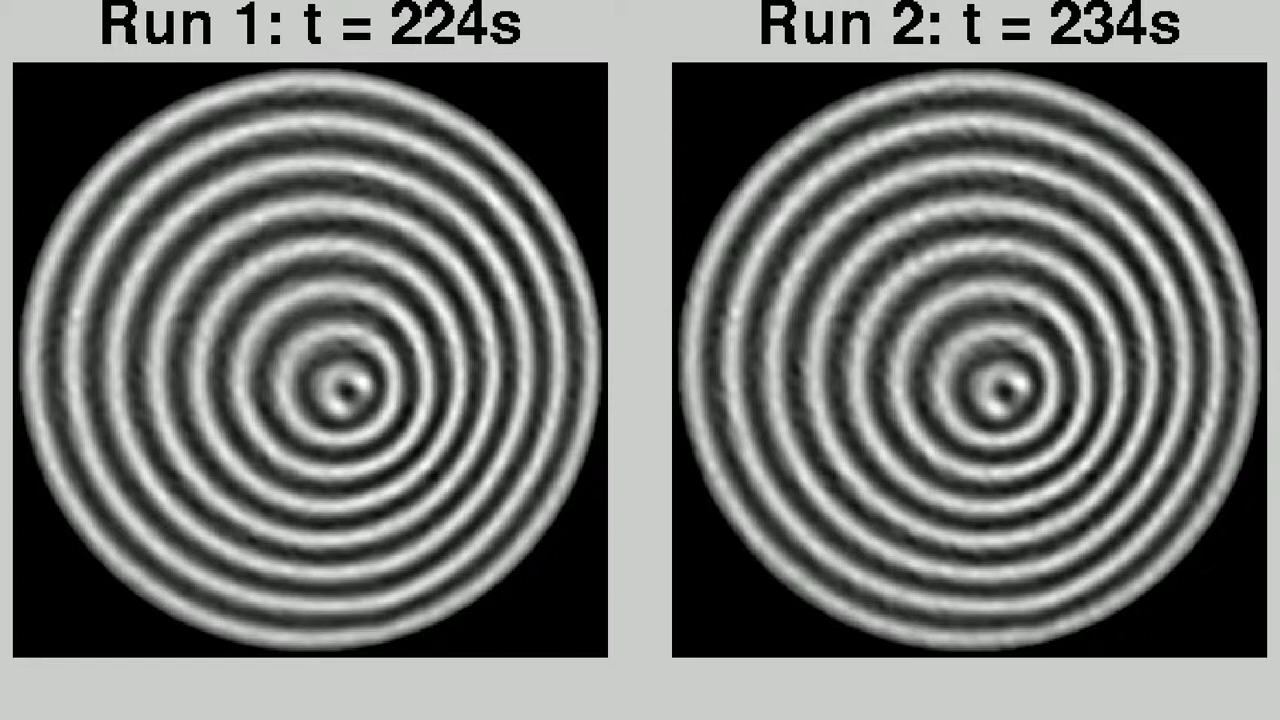 Run 1: t = 224s
Run 2: t = 234s